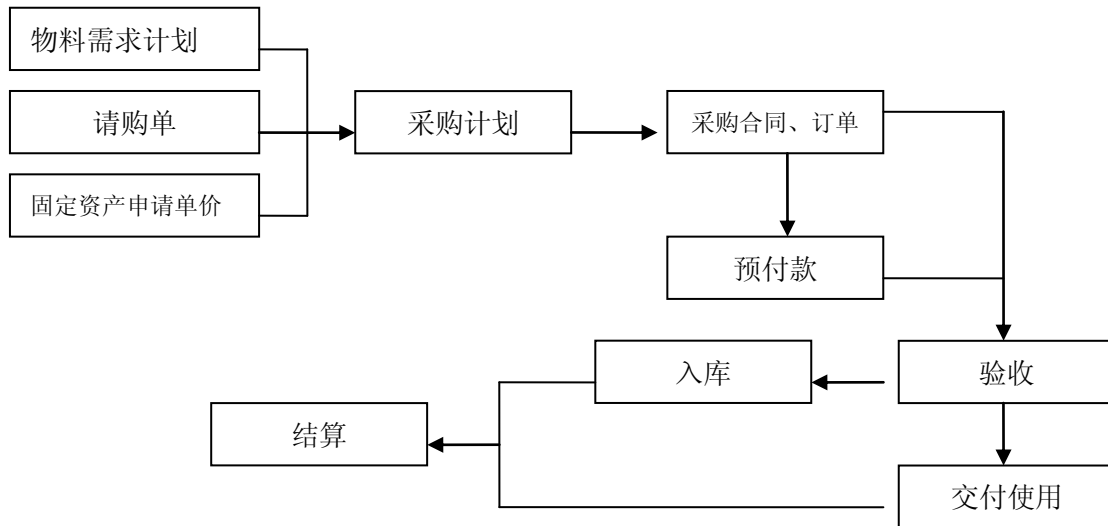 物料需求计划
请购单
采购计划
采购合同、订单
固定资产申请单价
预付款
入库
验收
结算
交付使用